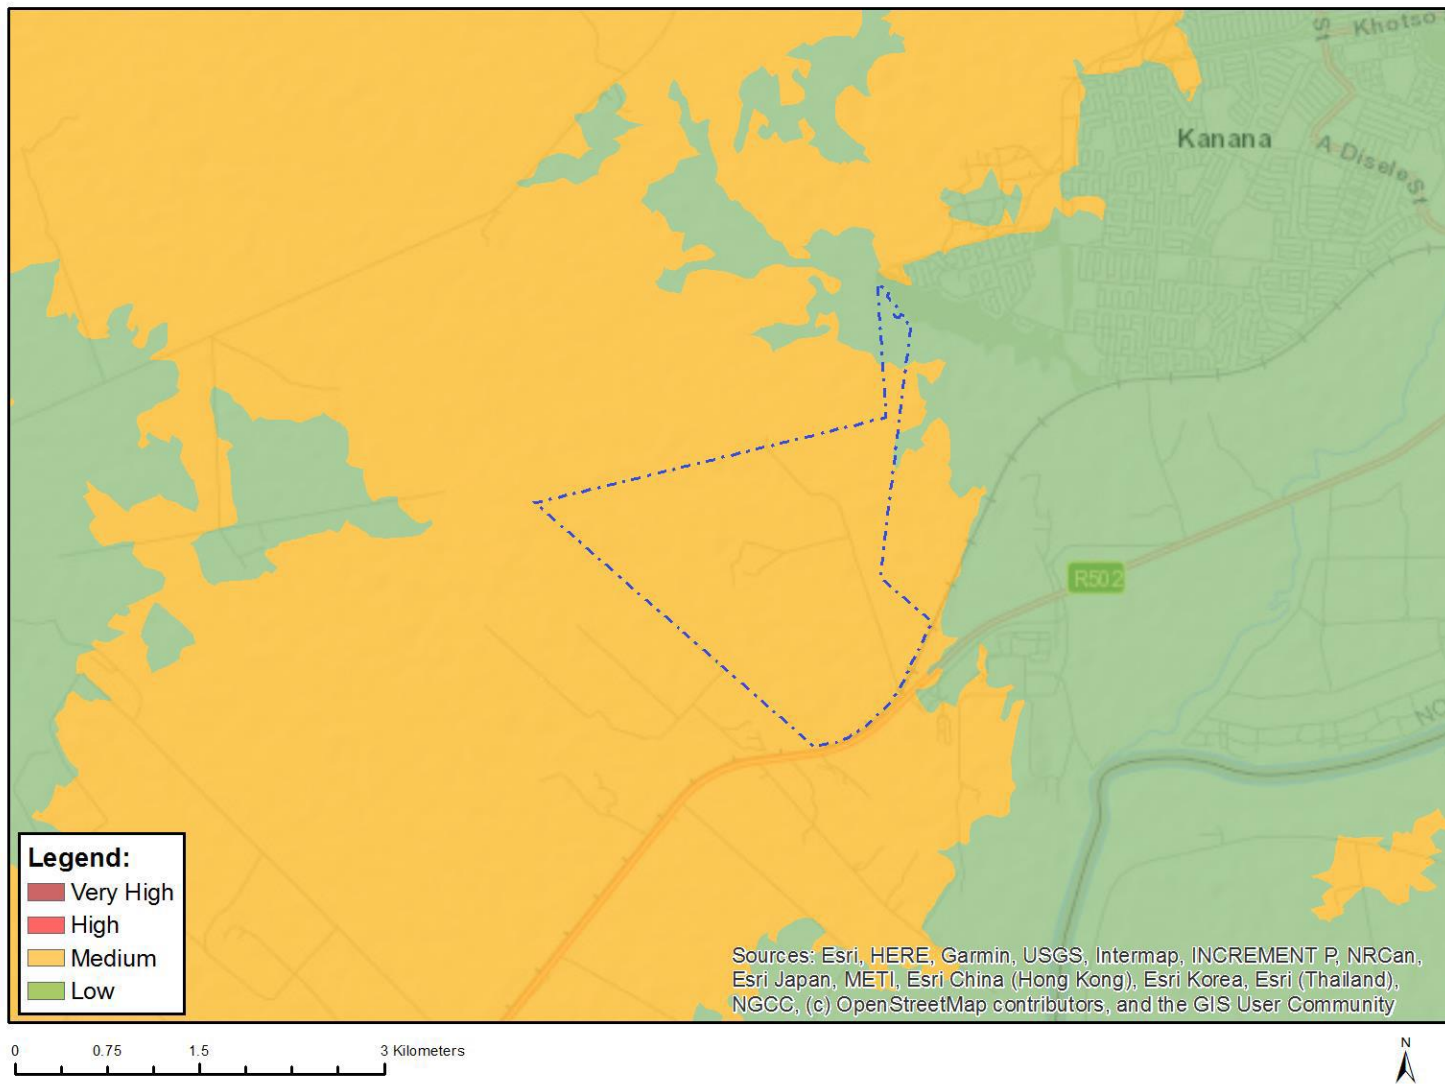 St
Khotso
Kanana
A Disele St
R502
NO
Legend:
Very High
High
Medium
Low
Sources: Esri, HERE, Garmin, USGS, Intermap, INCREMENT P, NRCan,
Esri Japan, METI, Esri China (Hong Kong), Esri Korea, Esri (Thailand),
NGCC, (c) OpenStreetMap contributors, and the GIS User Community
0 0.75 1.5 3 Kilometers
N